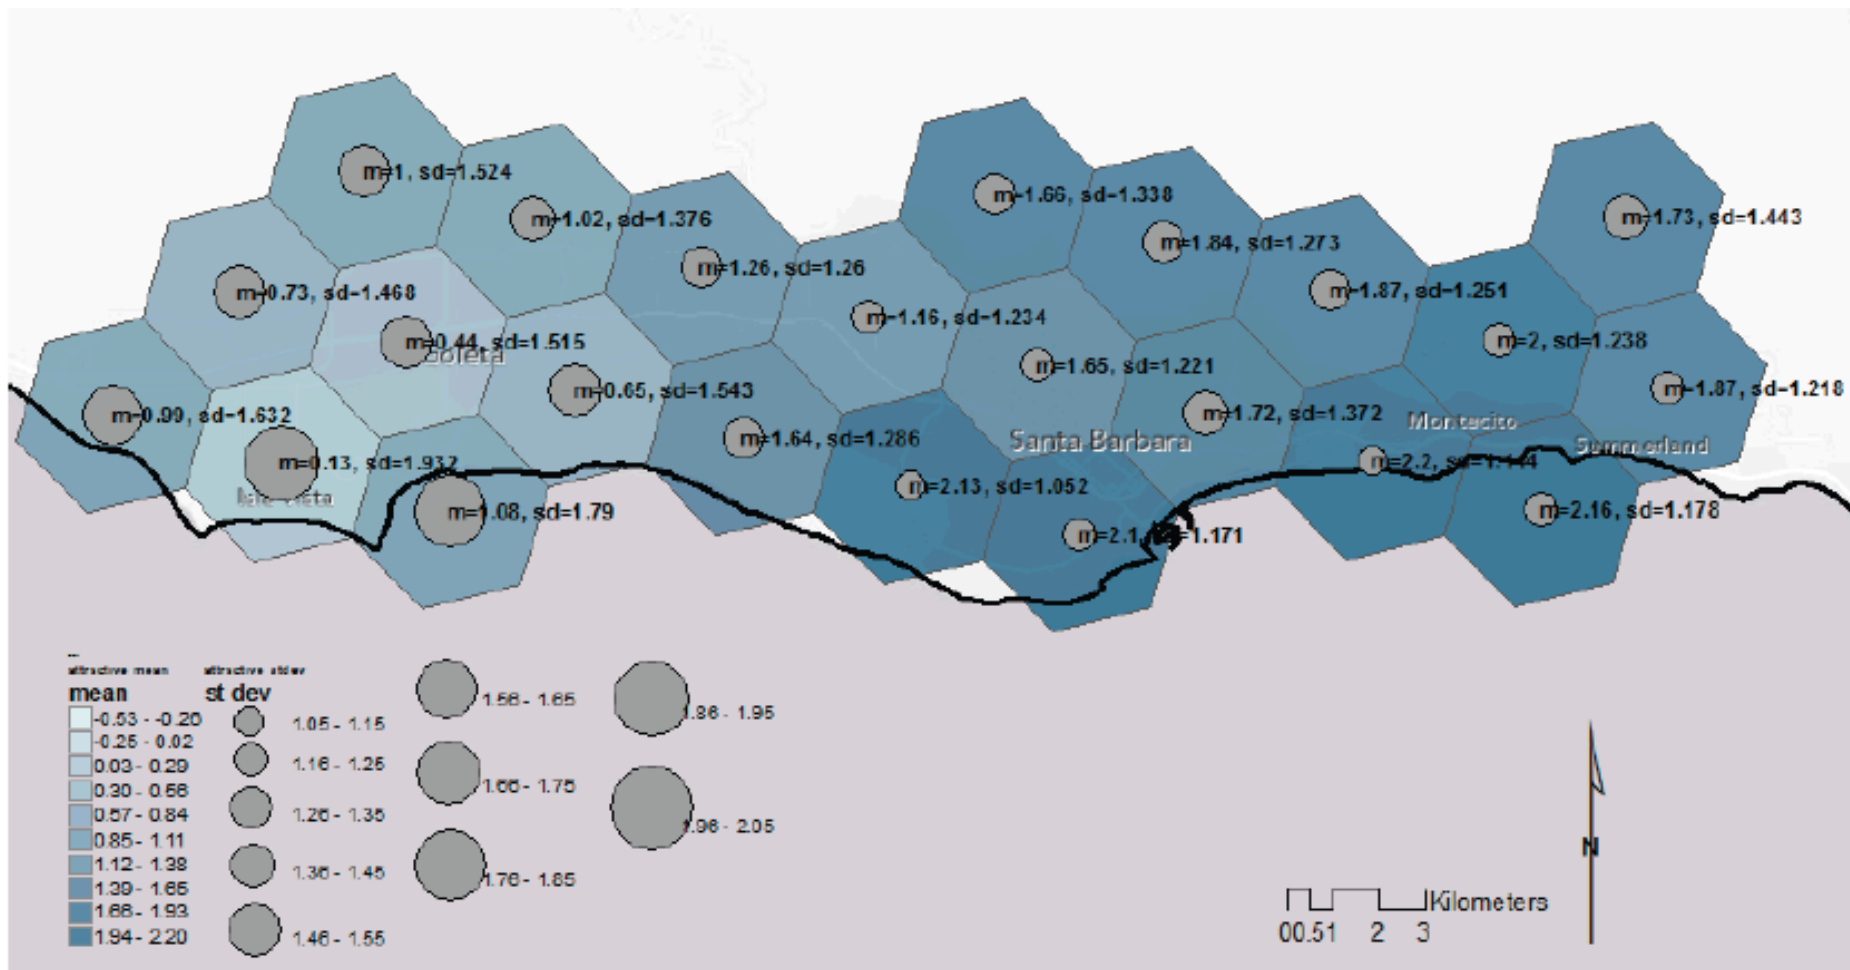 m=1, sd=1.524
m=1.02, sd=1.376
m=1.66, sd=1.338
m=1.73, sd=1.443
m=1.84, sd=1.273
m=1.26, sd=1.26
m=0.73, sd=1.468
m=1.87, sd=1.251
m=1.16, sd=1.234
m=0.44, sd=1.515
Goleta
m=2, sd=1.238
m=1.65, sd=1.221
m=0.65, sd=1.543
m=1.87, sd=1.218
m=0.99, sd=1.632
m=1.72, sd=1.372
Montecito
m=1.64, sd=1.286
Santa Barbara
Summerland
m=0.13, sd=1.932
m=2.2, sd=1.144
Isla Vista
m=2.13, sd=1.052
m=1.08, sd=1.79
m=2.16, sd=1.178
m=2.1, sd=1.171
attractive mean
attractive stdev
mean
st dev
-0.53 - -0.26
-0.25 - 0.02
0.03 - 0.29
0.30 - 0.56
0.57 - 0.84
0.85 - 1.11
1.12 - 1.38
1.39 - 1.65
1.66 - 1.93
1.94 - 2.20
1.05 - 1.15
1.16 - 1.25
1.26 - 1.35
1.36 - 1.45
1.46 - 1.55
1.56 - 1.65
1.66 - 1.75
1.76 - 1.85
1.86 - 1.95
1.96 - 2.05
N
Kilometers
00.51 2 3